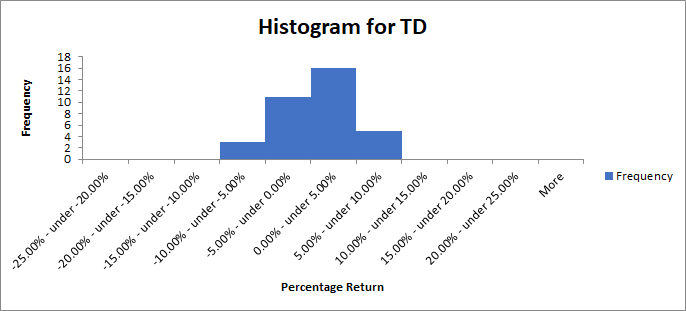 Histogram for TD
Frequency
18
16
14
12
10
8
6
4
2
0
-25.00% - under -20.00%
-20.00% - under -15.00%
-15.00% - under -10.00%
-10.00% - under -5.00%
-5.00% - under 0.00%
0.00% - under 5.00%
5.00% - under 10.00%
10.00% - under 15.00%
15.00% - under 20.00%
20.00% - under 25.00%
More
Percentage Return
Frequency